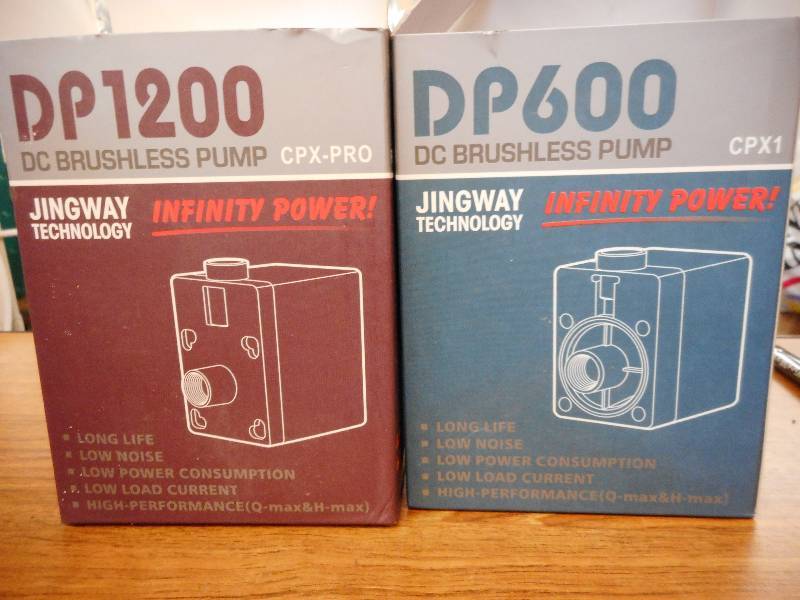 DP1200
DC BRUSHLESS PUMP CPX-PRO
JINGWAY
TECHNOLOGY
INFINITY POWER!
LONG LIFE
LOW NOISE
LOW POWER CONSUMPTION
LOW LOAD CURRENT
HIGH-PERFORMANCE(Q-max&H-max)
DP600
DC BRUSHLESS PUMP CPX1
JINGWAY
TECHNOLOGY
INFINITY POWER!
LONG LIFE
LOW NOISE
LOW POWER CONSUMPTION
LOW LOAD CURRENT
HIGH-PERFORMANCE(Q-max&H-max)